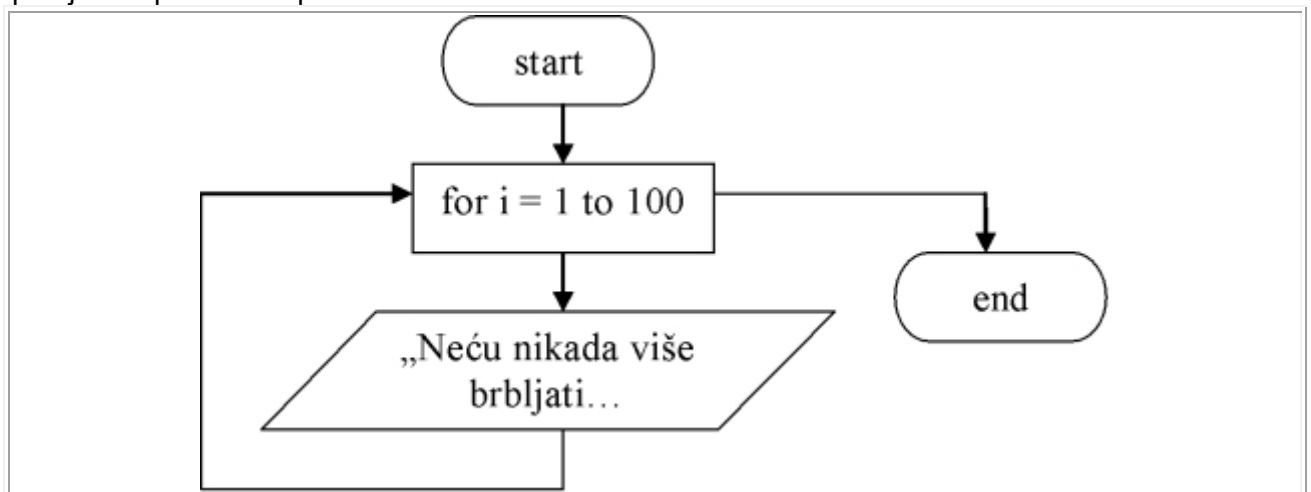 start
for i = 1 to 100
end
„Neću nikada više
brbljati…